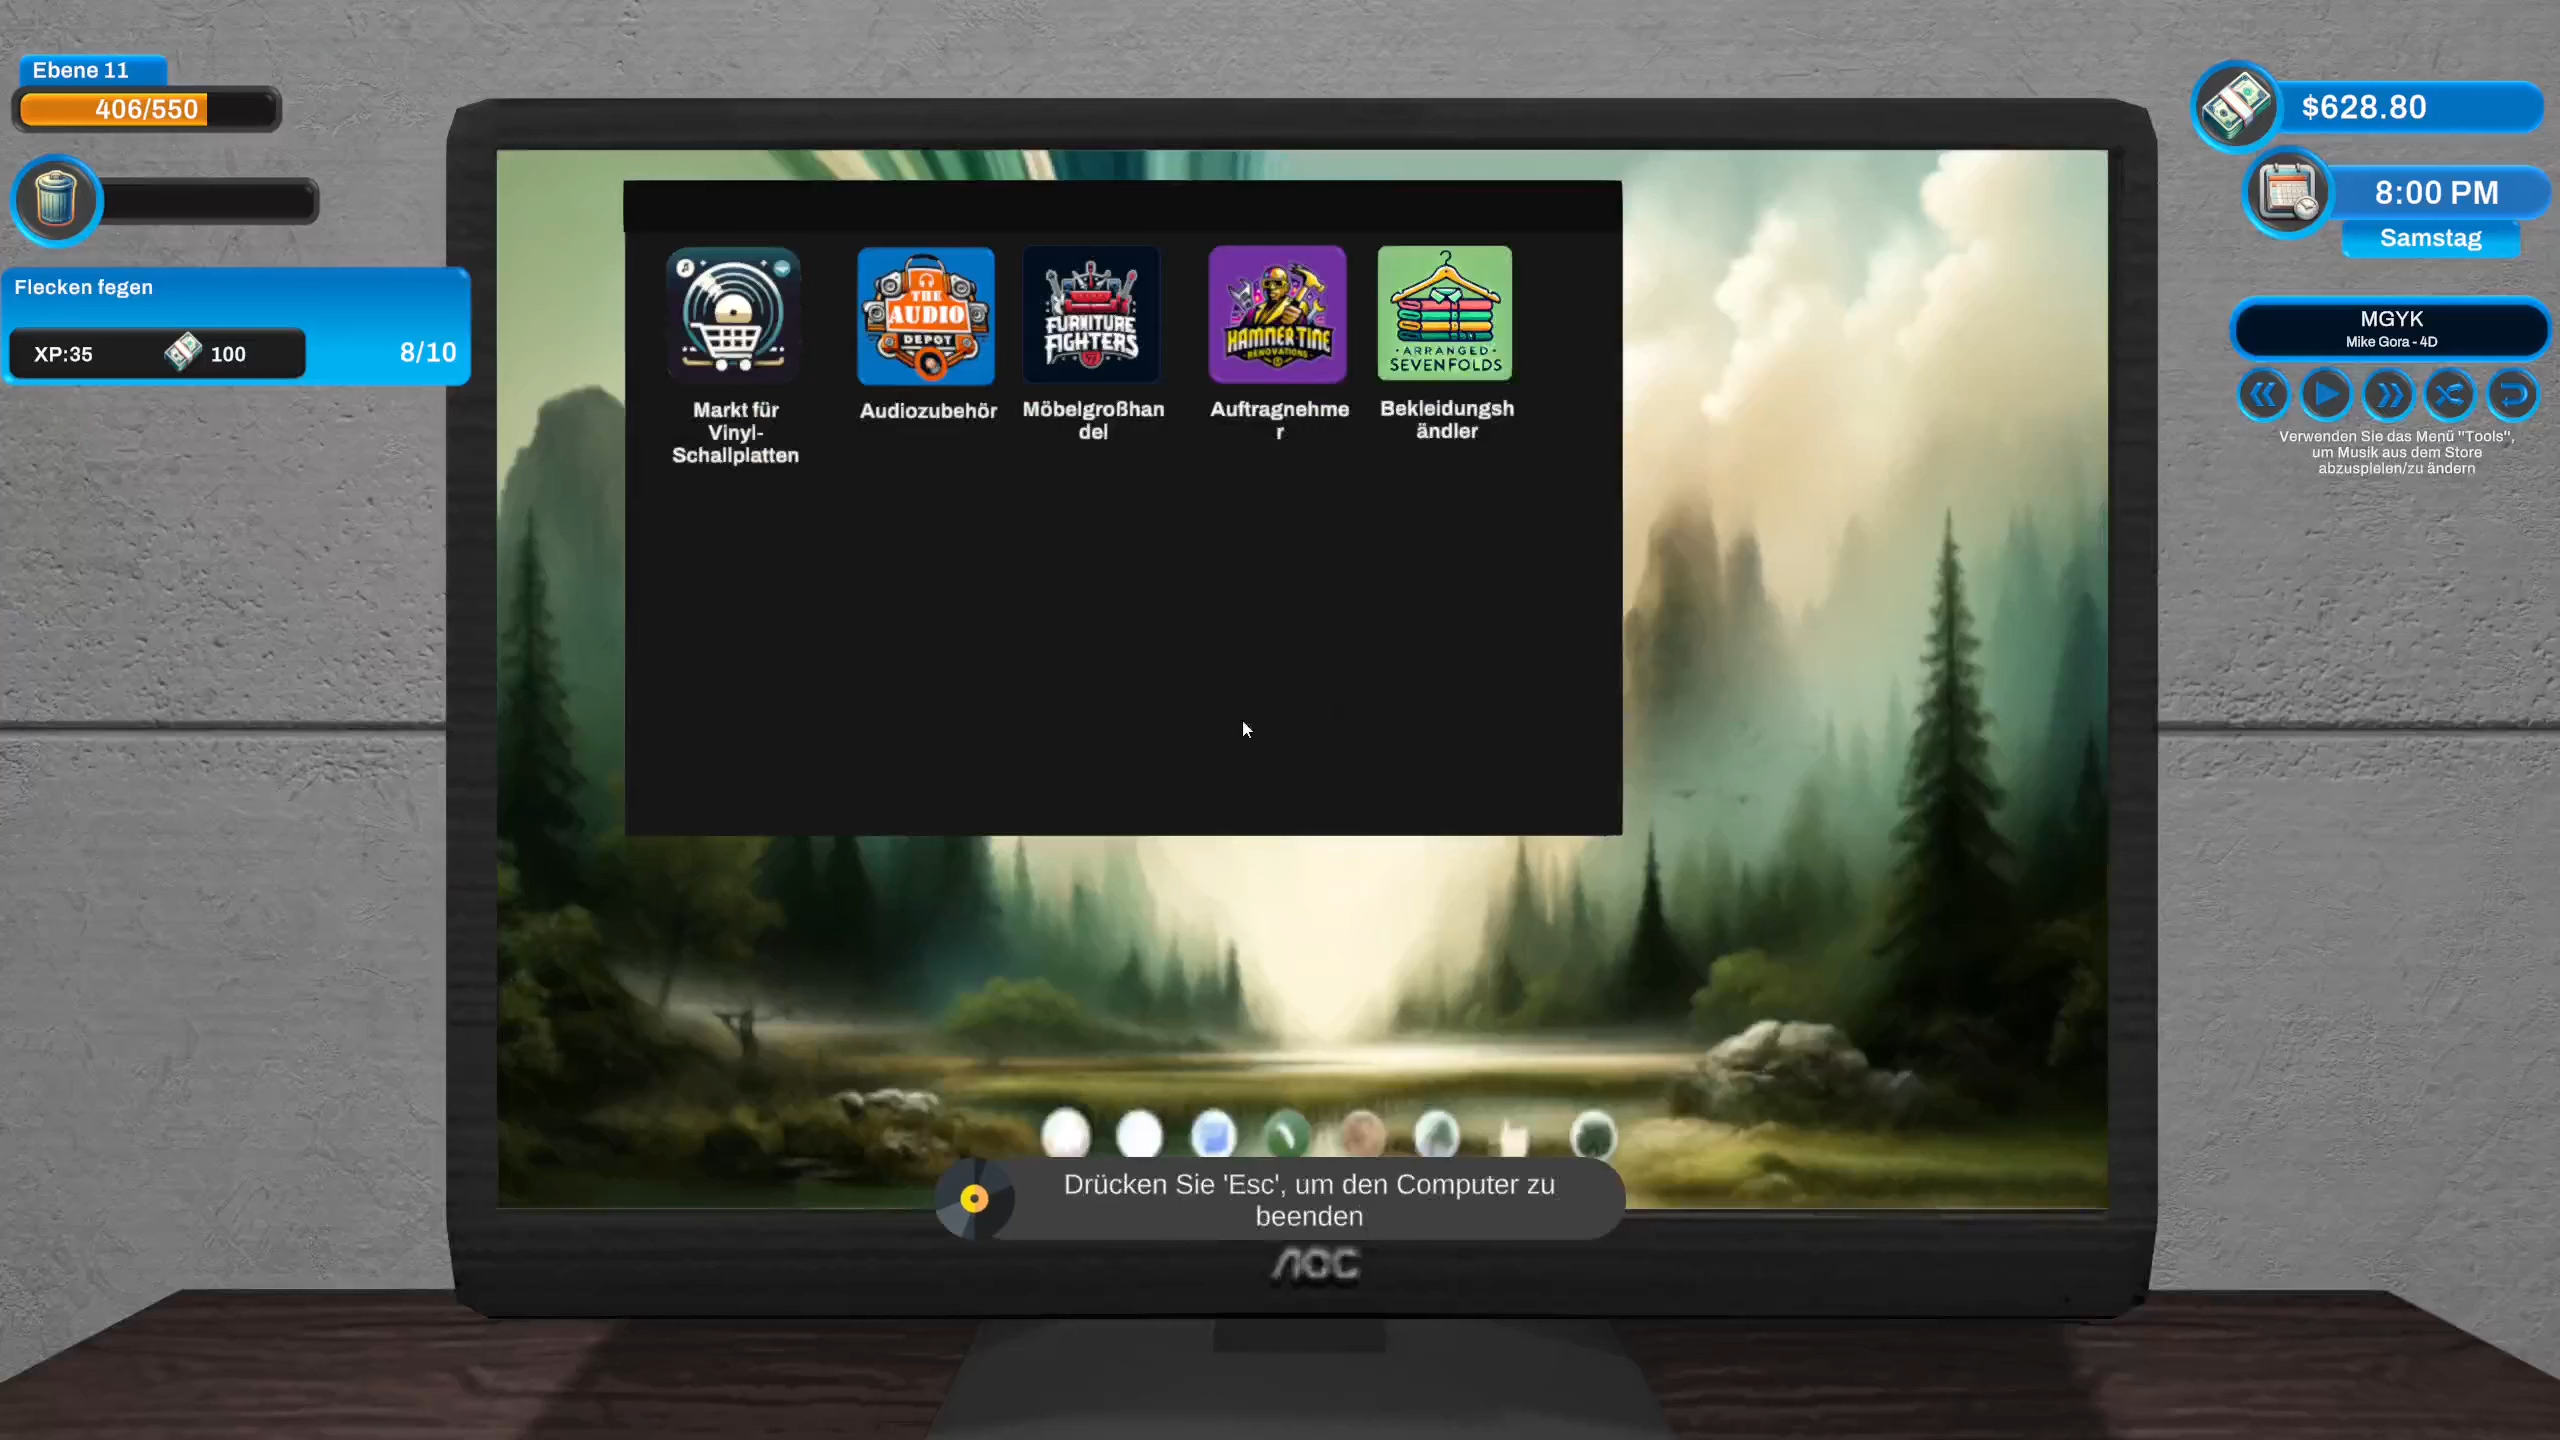 Ebene 11
406/550
Flecken fegen
XP:35
100
8/10
$628.80
8:00 PM
Samstag
MGYK
Mike Gora - 4D
Verwenden Sie das Menü "Tools",
um Musik aus dem Store
abzuspielen/zu ändern
THE
AUDIO
DEPOT
FURNITURE
FIGHTERS
HAMMER TIME
RENOVATIONS
·ARRANGED·
SEVENFOLDS
Markt für
Vinyl-
Schallplatten
Audiozubehör
Möbelgroßhan
del
Auftragnehme
r
Bekleidungsh
ändler
Drücken Sie 'Esc', um den Computer zu
beenden
AOC